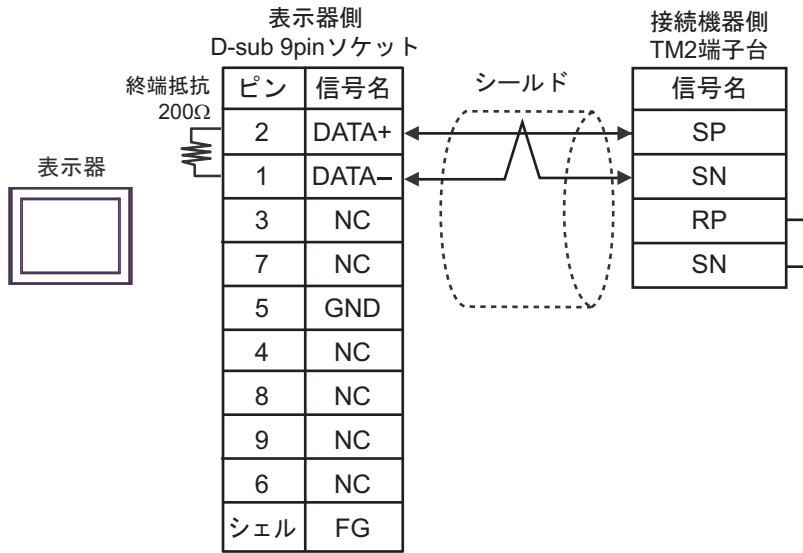 表示器側
D-sub 9pinソケット
接続機器側
TM2端子台
終端抵抗
200Ω
ピン 信号名
シールド
信号名
2 DATA+
SP
表示器
1 DATA−
SN
3 NC
RP
7 NC
SN
5 GND
4 NC
8 NC
9 NC
6 NC
シェル FG